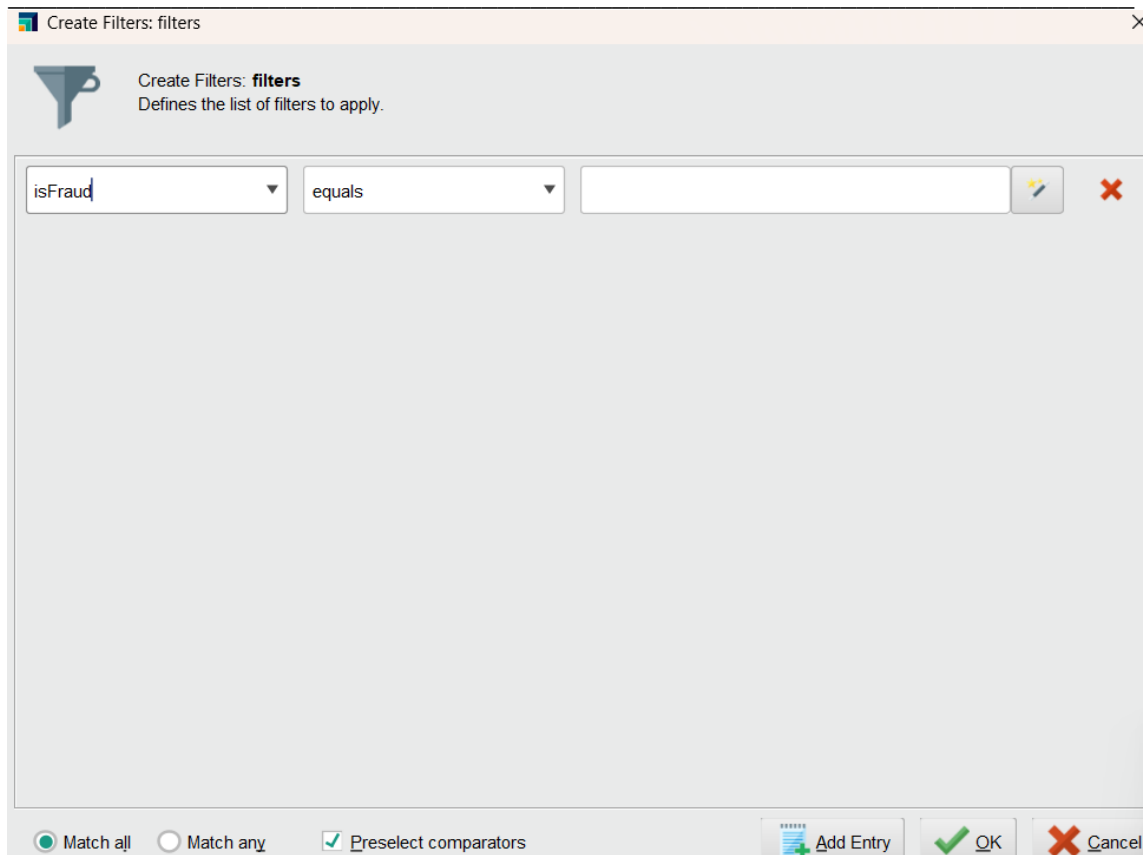 Create Filters: filters
Create Filters: filters
Defines the list of filters to apply.
isFraud equals
Match all Match any Preselect comparators Add Entry OK Cancel